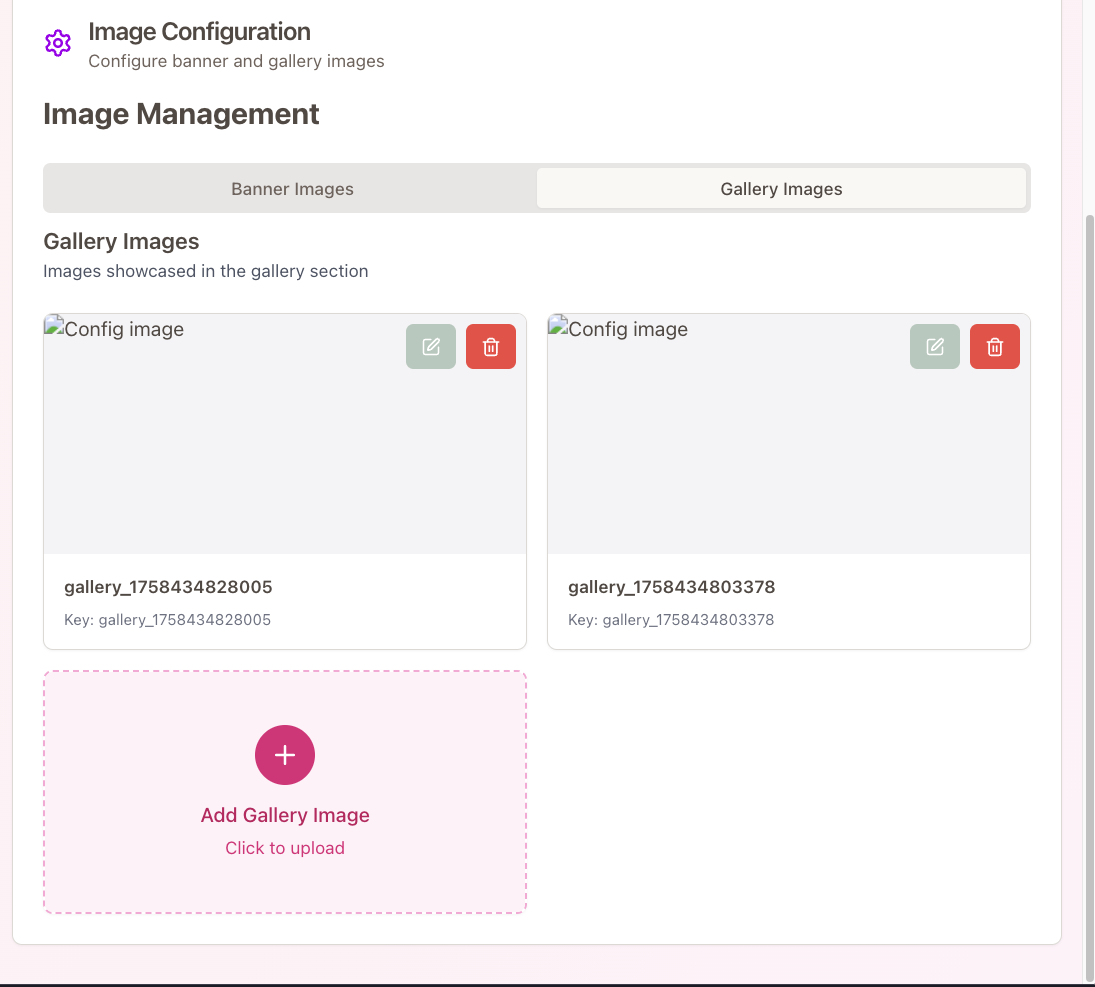 Image Configuration
Configure banner and gallery images
Image Management
Banner Images
Gallery Images
Gallery Images
Images showcased in the gallery section
Config image
Config image
gallery_1758434828005
Key: gallery_1758434828005
gallery_1758434803378
Key: gallery_1758434803378
Add Gallery Image
Click to upload